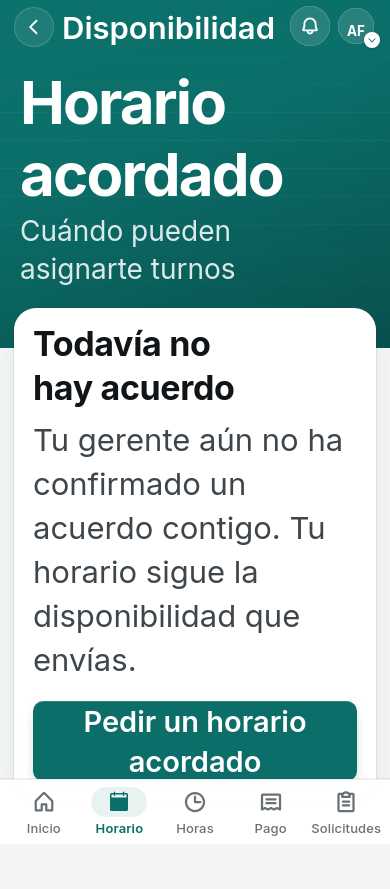 Disponibilidad
AF
Horario
acordado
Cuándo pueden
asignarte turnos
Todavía no
hay acuerdo
Tu gerente aún no ha
confirmado un
acuerdo contigo. Tu
horario sigue la
disponibilidad que
envías.
Pedir un horario
acordado
Inicio
Horario
Horas
Pago
Solicitudes